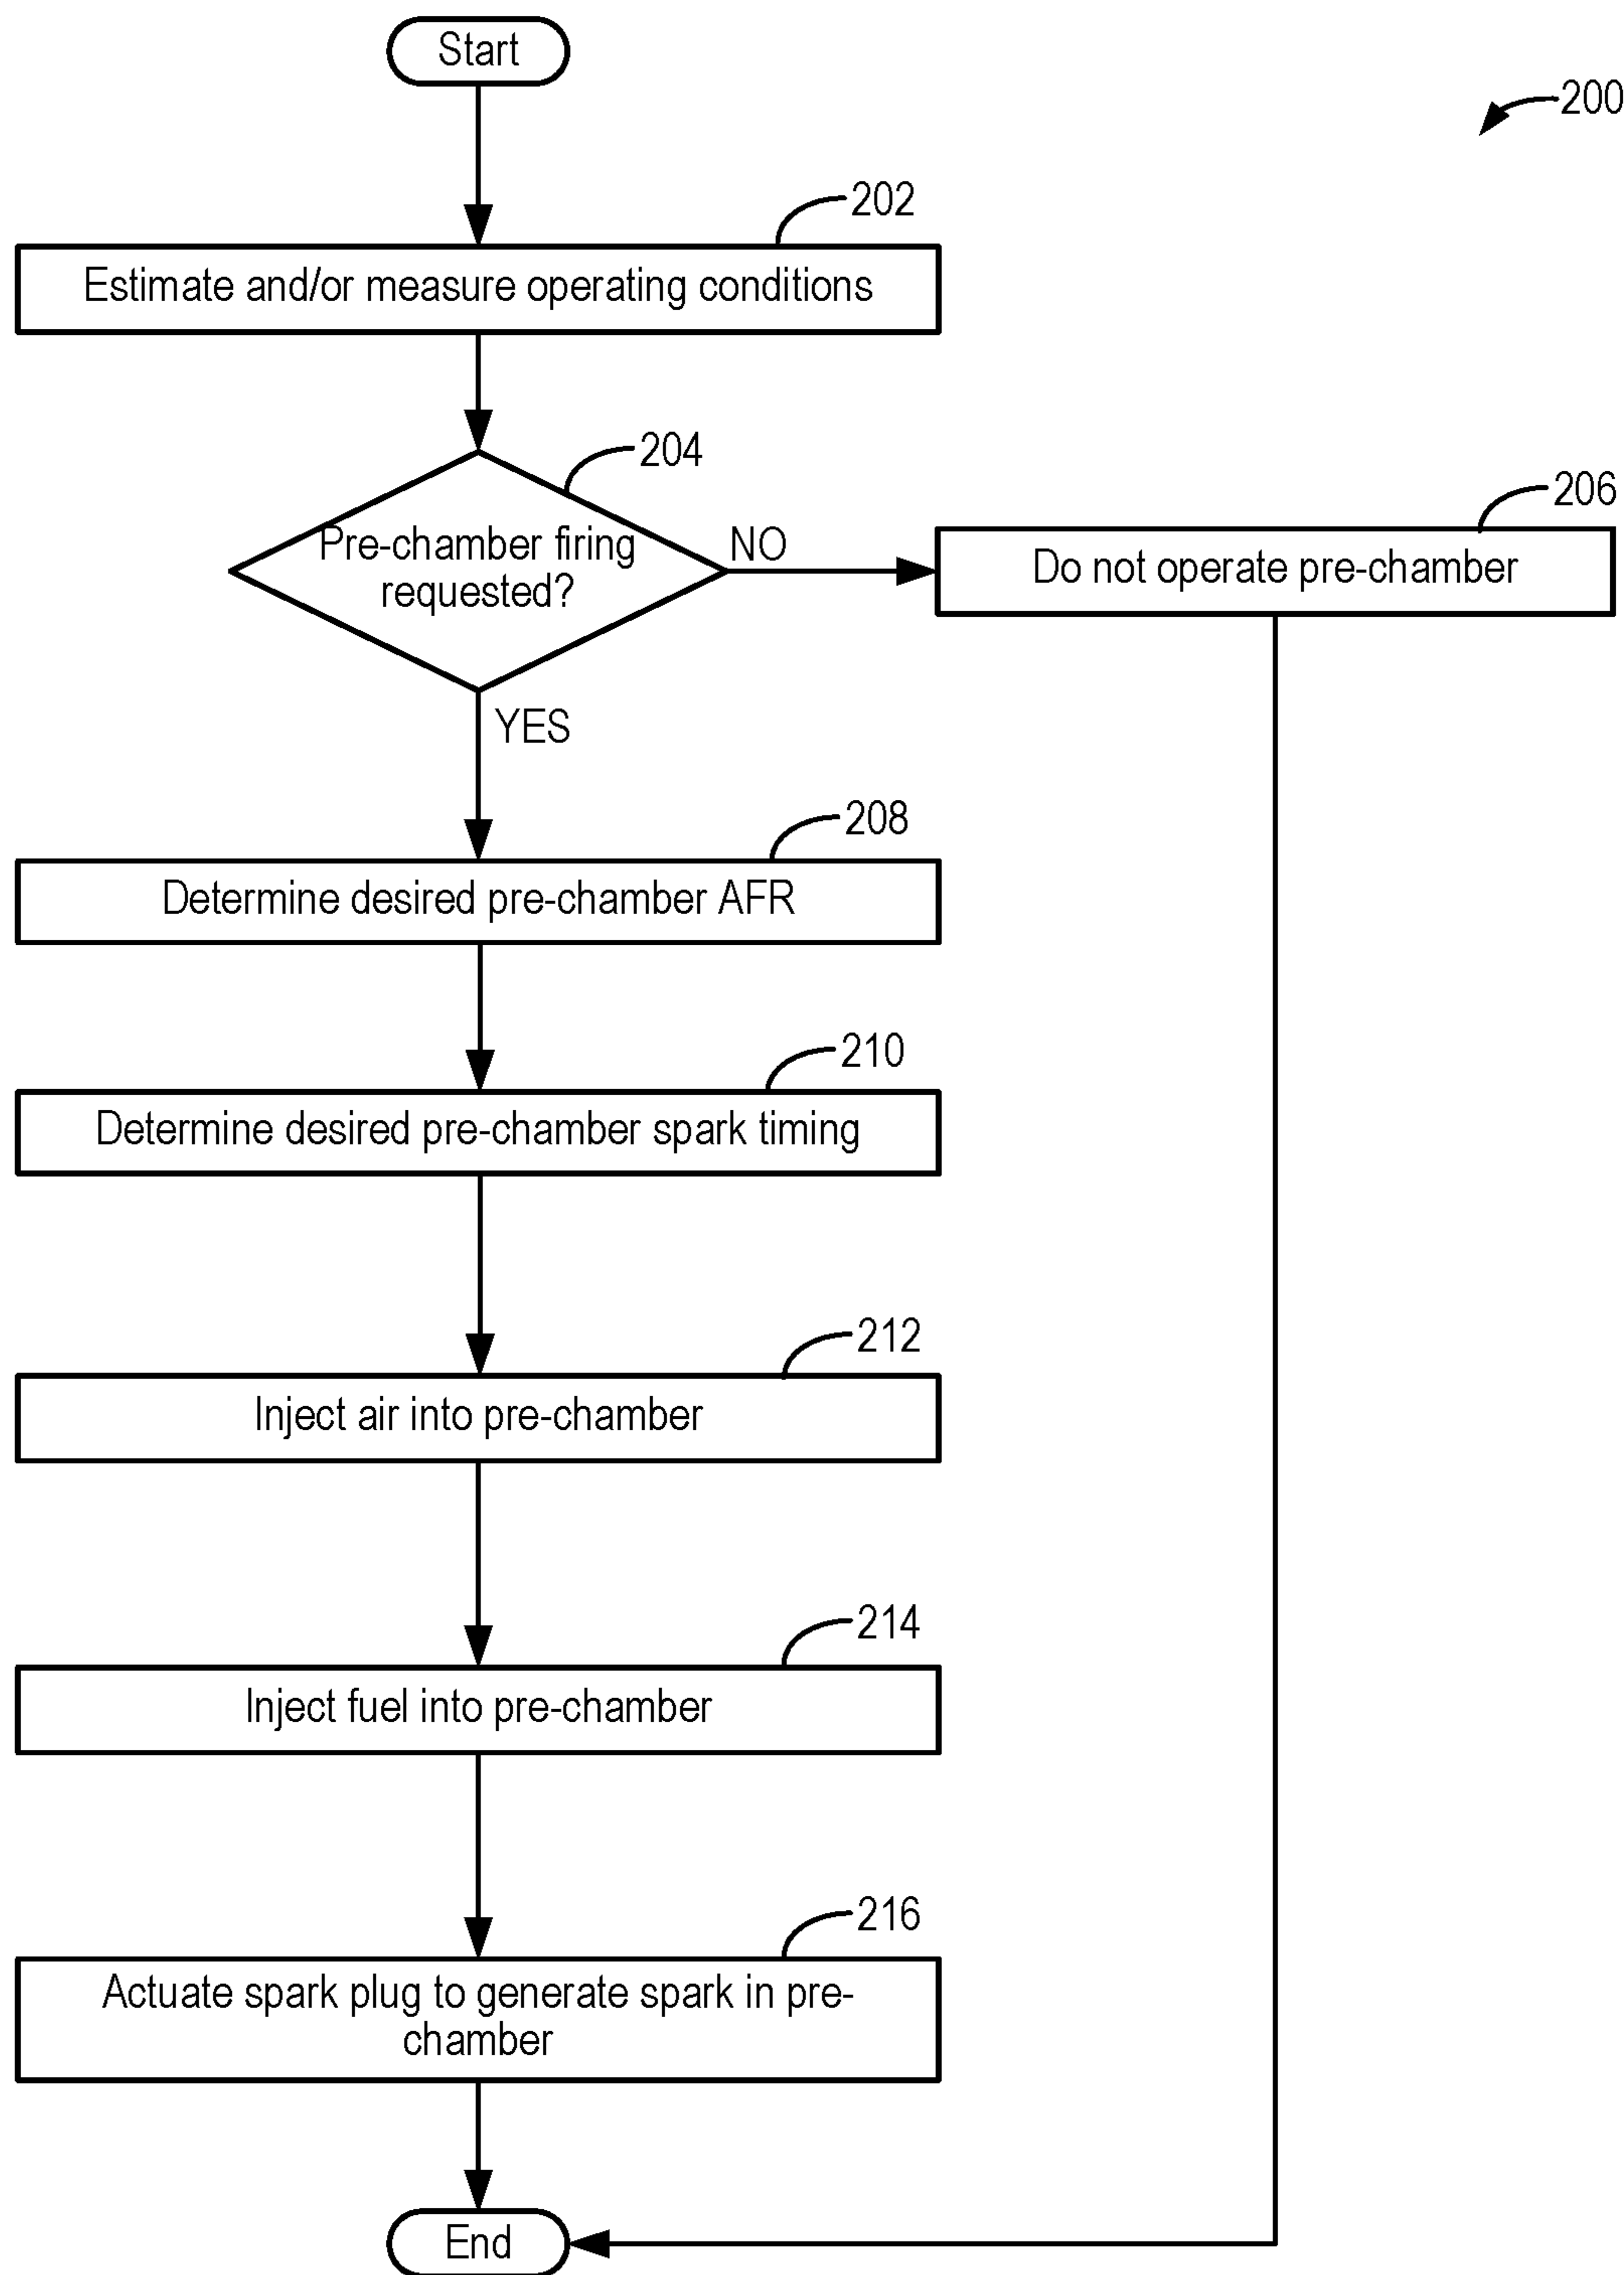 Start
200
202
Estimate and/or measure operating conditions
204
206
Pre-chamber firing
requested?
NO
Do not operate pre-chamber
YES
208
Determine desired pre-chamber AFR
210
Determine desired pre-chamber spark timing
212
Inject air into pre-chamber
214
Inject fuel into pre-chamber
216
Actuate spark plug to generate spark in pre-
chamber
End